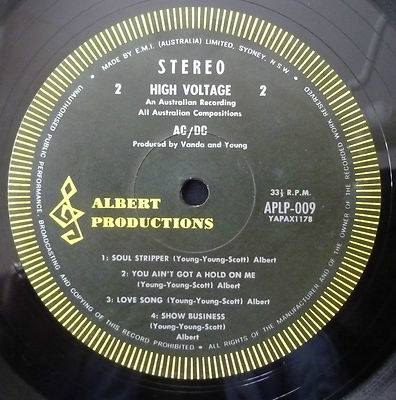 • MADE BY E.M.I. (AUSTRALIA) LIMITED, SYDNEY, N.S.W. •
UNAUTHORISED PUBLIC PERFORMANCE, BROADCASTING AND COPYING OF THIS RECORD PROHIBITED • ALL RIGHTS OF THE MANUFACTURER AND OF THE OWNER OF THE RECORDED WORK RESERVED
STEREO
2 HIGH VOLTAGE 2
An Australian Recording
All Australian Compositions
AC/DC
Produced by Vanda and Young
33⅓ R.P.M.
ALBERT
PRODUCTIONS
APLP-009
YAPAX1178
1: SOUL STRIPPER (Young-Young-Scott) Albert
2: YOU AIN'T GOT A HOLD ON ME
(Young-Young-Scott) Albert
3: LOVE SONG (Young-Young-Scott) Albert
4: SHOW BUSINESS
(Young-Young-Scott)
Albert